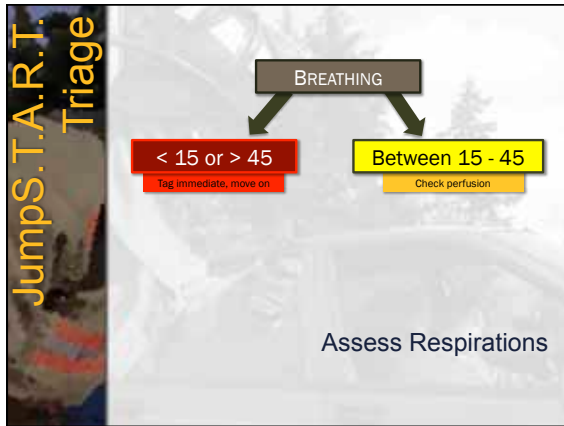 JumpS.T.A.R.T.
Triage
BREATHING
< 15 or > 45
Tag immediate, move on
Between 15 - 45
Check perfusion
Assess Respirations